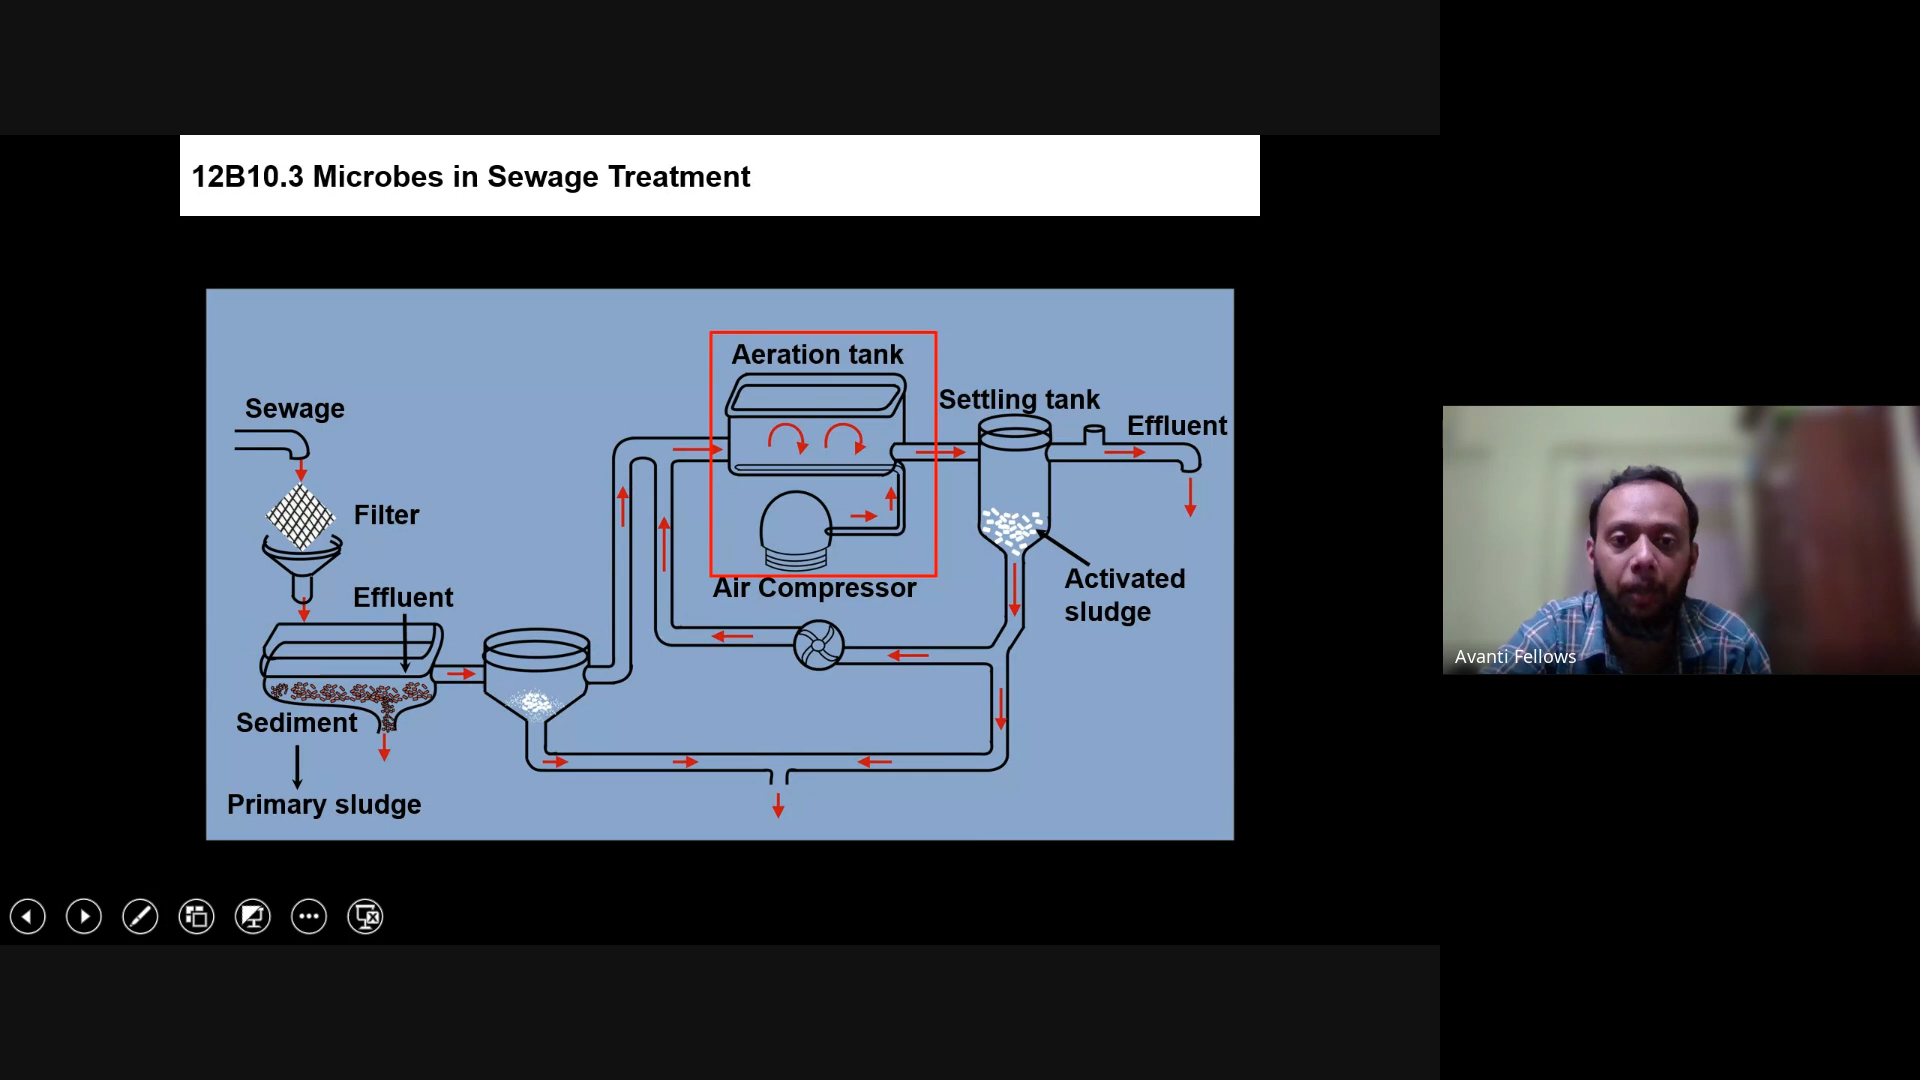 12B10.3 Microbes in Sewage Treatment
Aeration tank
Settling tank
Sewage
Effluent
Filter
Air Compressor
Activated
sludge
Effluent
Sediment
Primary sludge
Avanti Fellows